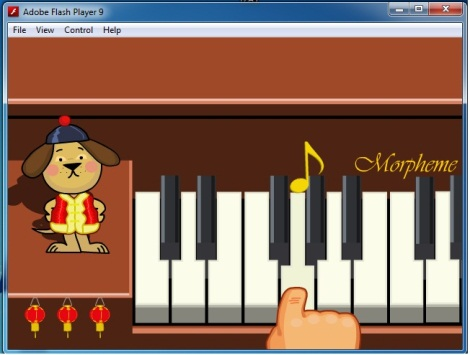 Adobe Flash Player 9
File View Control Help
Morpheme